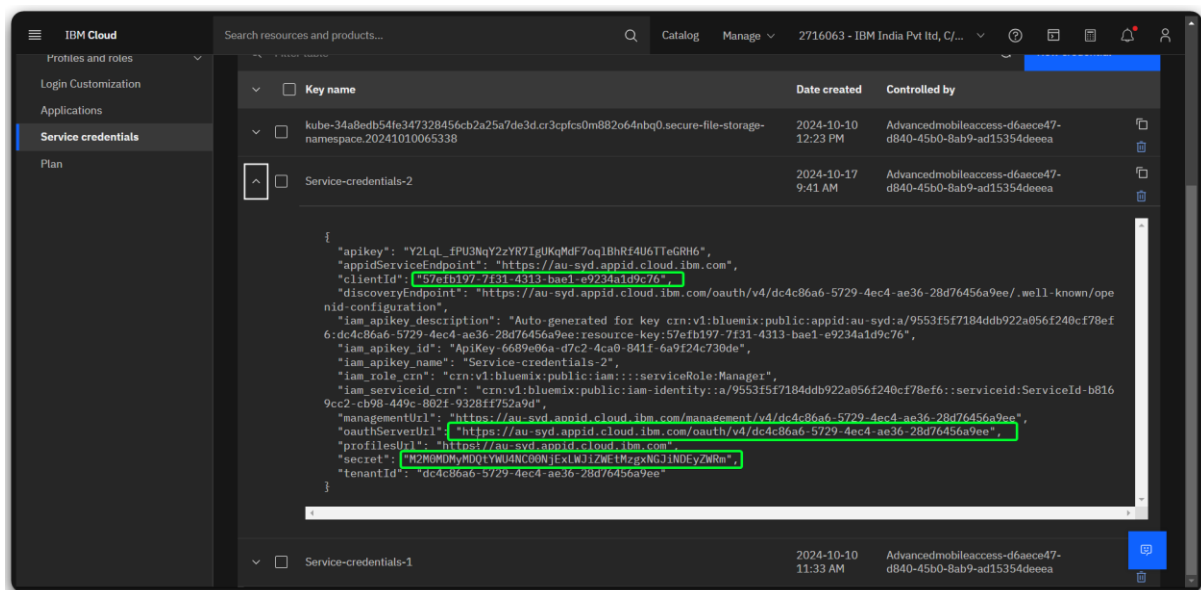 IBM Cloud
Search resources and products...
Catalog
Manage
2716063 - IBM India Pvt ltd, C/...
Profiles and roles
Login Customization
Applications
Service credentials
Plan
Key name
Date created
Controlled by
kube-34a8edb54fe347328456cb2a25a7de3d.cr3cpfcs0m882o64nbq0.secure-file-storage-
namespace.20241010065338
2024-10-10
12:23 PM
Advancedmobileaccess-d6aece47-
d840-45b0-8ab9-ad15354deeea
Service-credentials-2
2024-10-17
9:41 AM
Advancedmobileaccess-d6aece47-
d840-45b0-8ab9-ad15354deeea
{
"apikey": "Y2LqL_fPU3NqY2zYR7IgUKqMdF7oqlBhRf4U6TTeGRH6",
"appidServiceEndpoint": "https://au-syd.appid.cloud.ibm.com",
"clientId": "57efb197-7f31-4313-bae1-e9234a1d9c76",
"discoveryEndpoint": "https://au-syd.appid.cloud.ibm.com/oauth/v4/dc4c86a6-5729-4ec4-ae36-28d76456a9ee/.well-known/ope
nid-configuration",
"iam_apikey_description": "Auto-generated for key crn:v1:bluemix:public:appid:au-syd:a/9553f5f7184ddb922a056f240cf78ef
6:dc4c86a6-5729-4ec4-ae36-28d76456a9ee:resource-key:57efb197-7f31-4313-bae1-e9234a1d9c76",
"iam_apikey_id": "ApiKey-6689e06a-d7c2-4ca0-841f-6a9f24c730de",
"iam_apikey_name": "Service-credentials-2",
"iam_role_crn": "crn:v1:bluemix:public:iam::::serviceRole:Manager",
"iam_serviceid_crn": "crn:v1:bluemix:public:iam-identity::a/9553f5f7184ddb922a056f240cf78ef6::serviceid:ServiceId-b816
9cc2-cb98-449c-802f-9328ff752a9d",
"managementUrl": "https://au-syd.appid.cloud.ibm.com/management/v4/dc4c86a6-5729-4ec4-ae36-28d76456a9ee",
"oauthServerUrl": "https://au-syd.appid.cloud.ibm.com/oauth/v4/dc4c86a6-5729-4ec4-ae36-28d76456a9ee",
"profilesUrl": "https://au-syd.appid.cloud.ibm.com",
"secret": "M2M0MDMyMDQtYWU4NC00NjExLWJiZWEtMzgxNGJiNDEyZWRm",
"tenantId": "dc4c86a6-5729-4ec4-ae36-28d76456a9ee"
}
Service-credentials-1
2024-10-10
11:33 AM
Advancedmobileaccess-d6aece47-
d840-45b0-8ab9-ad15354deeea